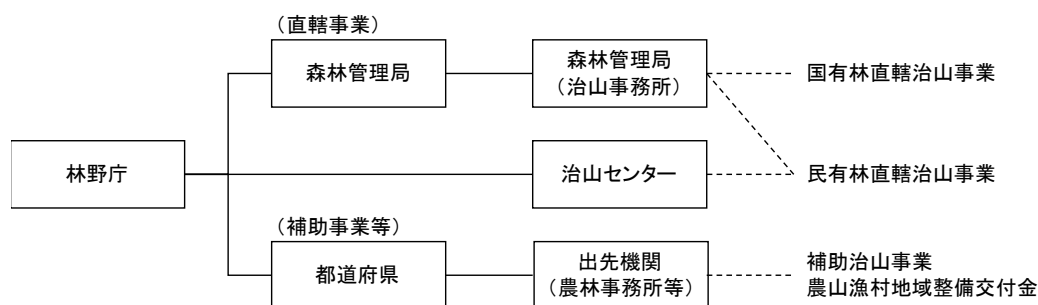 (直轄事業)
森林管理局
森林管理局
(治山事務所)
国有林直轄治山事業
林野庁
治山センター
民有林直轄治山事業
(補助事業等)
都道府県
出先機関
(農林事務所等)
補助治山事業
農山漁村地域整備交付金